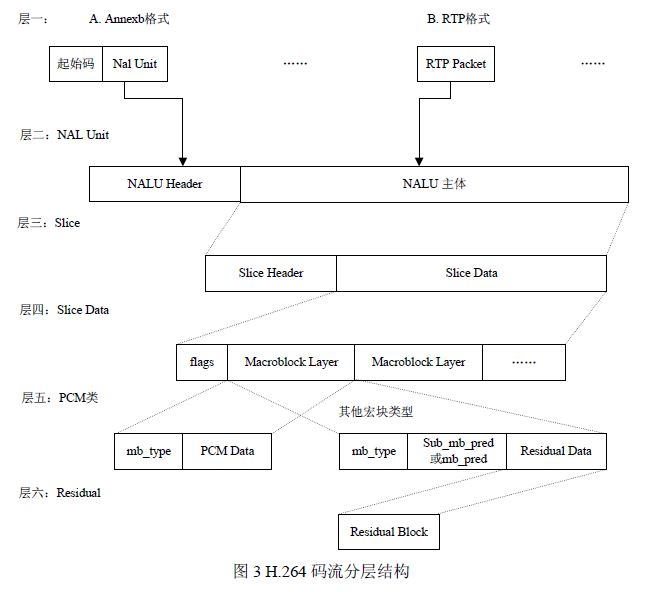 层一： A. Annexb格式 B. RTP格式
起始码 Nal Unit …… RTP Packet ……
层二：NAL Unit
NALU Header NALU 主体
层三：Slice
Slice Header Slice Data
层四：Slice Data
flags Macroblock Layer Macroblock Layer ……
层五：PCM类
其他宏块类型
mb_type PCM Data mb_type Sub_mb_pred
或mb_pred Residual Data
层六：Residual
Residual Block
图 3 H.264 码流分层结构